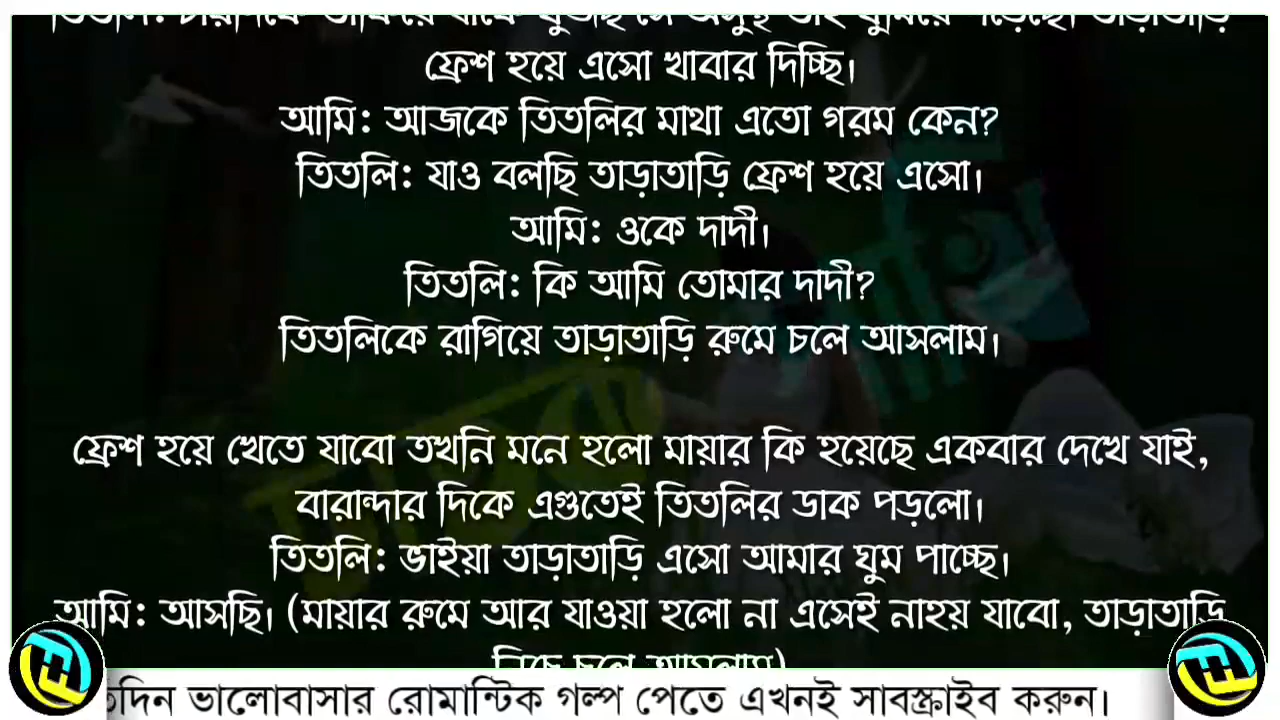 ফ্রেশ হয়ে এসো খাবার দিচ্ছি।
আমি: আজকে তিতলির মাথা এতো গরম কেন?
তিতলি: যাও বলছি তাড়াতাড়ি ফ্রেশ হয়ে এসো।
আমি: ওকে দাদী।
তিতলি: কি আমি তোমার দাদী?
তিতলিকে রাগিয়ে তাড়াতাড়ি রুমে চলে আসলাম।
ফ্রেশ হয়ে খেতে যাবো তখনি মনে হলো মায়ার কি হয়েছে একবার দেখে যাই,
বারান্দার দিকে এগুতেই তিতলির ডাক পড়লো।
তিতলি: ভাইয়া তাড়াতাড়ি এসো আমার ঘুম পাচ্ছে।
আমি: আসছি। (মায়ার রুমে আর যাওয়া হলো না এসেই নাহয় যাবো, তাড়াতাড়ি
নিচে চলে আসলাম)
ভালোবাসার রোমান্টিক গল্প পেতে এখনই সাবস্ক্রাইব করুন।